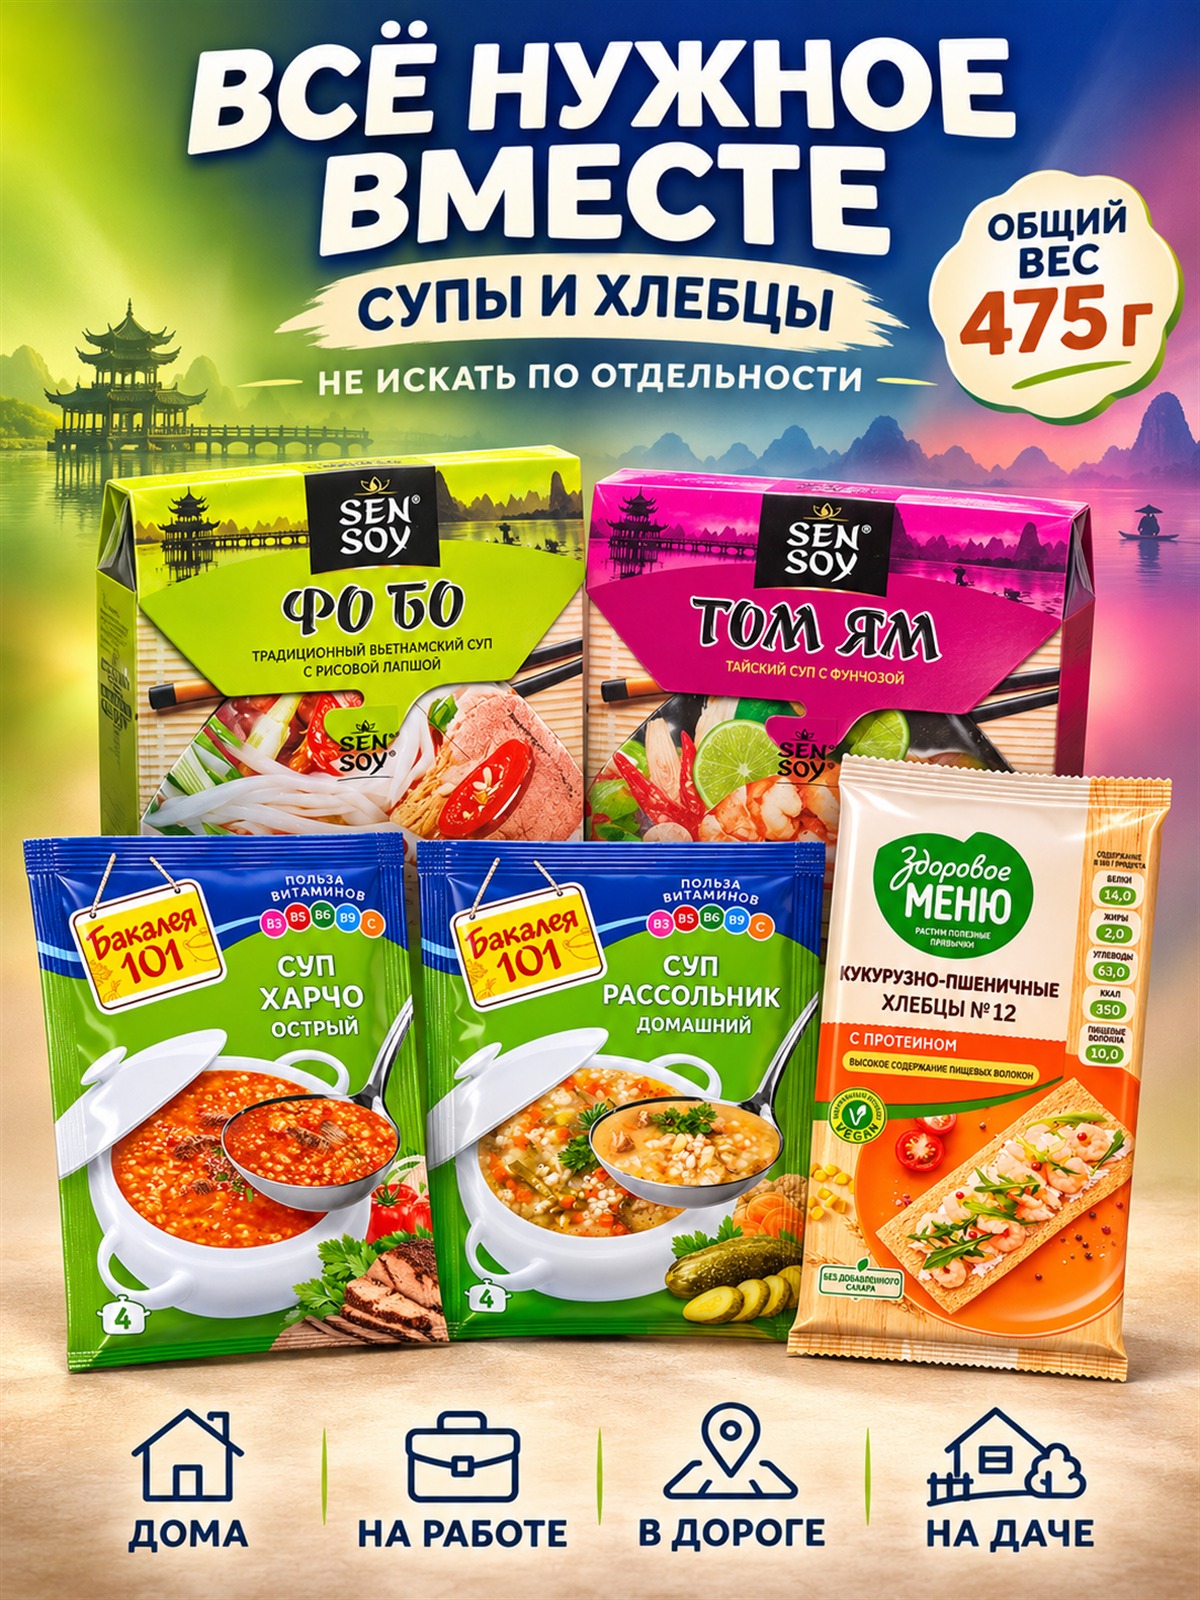 ВСЁ НУЖНОЕ
ВМЕСТЕ
СУПЫ И ХЛЕБЦЫ
НЕ ИСКАТЬ ПО ОТДЕЛЬНОСТИ
ОБЩИЙ
ВЕС
475 г
SEN
SOY
ФО БО
ТРАДИЦИОННЫЙ ВЬЕТНАМСКИЙ СУП
С РИСОВОЙ ЛАПШОЙ
SEN
SOY
SEN
SOY
ТОМ ЯМ
ТАЙСКИЙ СУП С ФУНЧОЗОЙ
SEN
SOY
Бакалея
101
ПОЛЬЗА
ВИТАМИНОВ
B3 B5 B6 B9 C
СУП
ХАРЧО
ОСТРЫЙ
4
Бакалея
101
ПОЛЬЗА
ВИТАМИНОВ
B3 B5 B6 B9 C
СУП
РАССОЛЬНИК
ДОМАШНИЙ
4
Здоровое
МЕНЮ
РАСТИМ ПОЛЕЗНЫЕ
ПРИВЫЧКИ
КУКУРУЗНО-ПШЕНИЧНЫЕ
ХЛЕБЦЫ № 12
С ПРОТЕИНОМ
ВЫСОКОЕ СОДЕРЖАНИЕ ПИЩЕВЫХ ВОЛОКОН
БЕЛКИ
14,0
ЖИРЫ
2,0
УГЛЕВОДЫ
63,0
ККАЛ
350
ПИЩЕВЫЕ
ВОЛОКНА
10,0
VEGAN
БЕЗ ДОБАВЛЕННОГО
САХАРА
ДОМА
НА РАБОТЕ
В ДОРОГЕ
НА ДАЧЕ